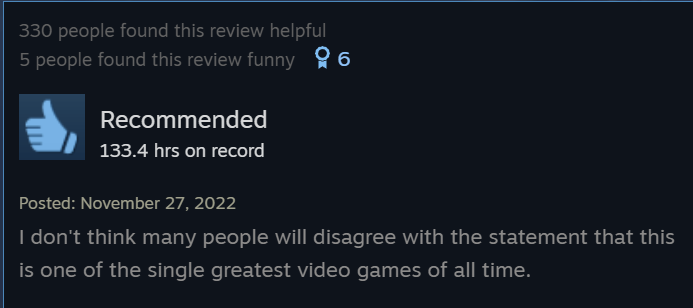 330 people found this review helpful
5 people found this review funny 6
Recommended
133.4 hrs on record
Posted: November 27, 2022
I don't think many people will disagree with the statement that this
is one of the single greatest video games of all time.